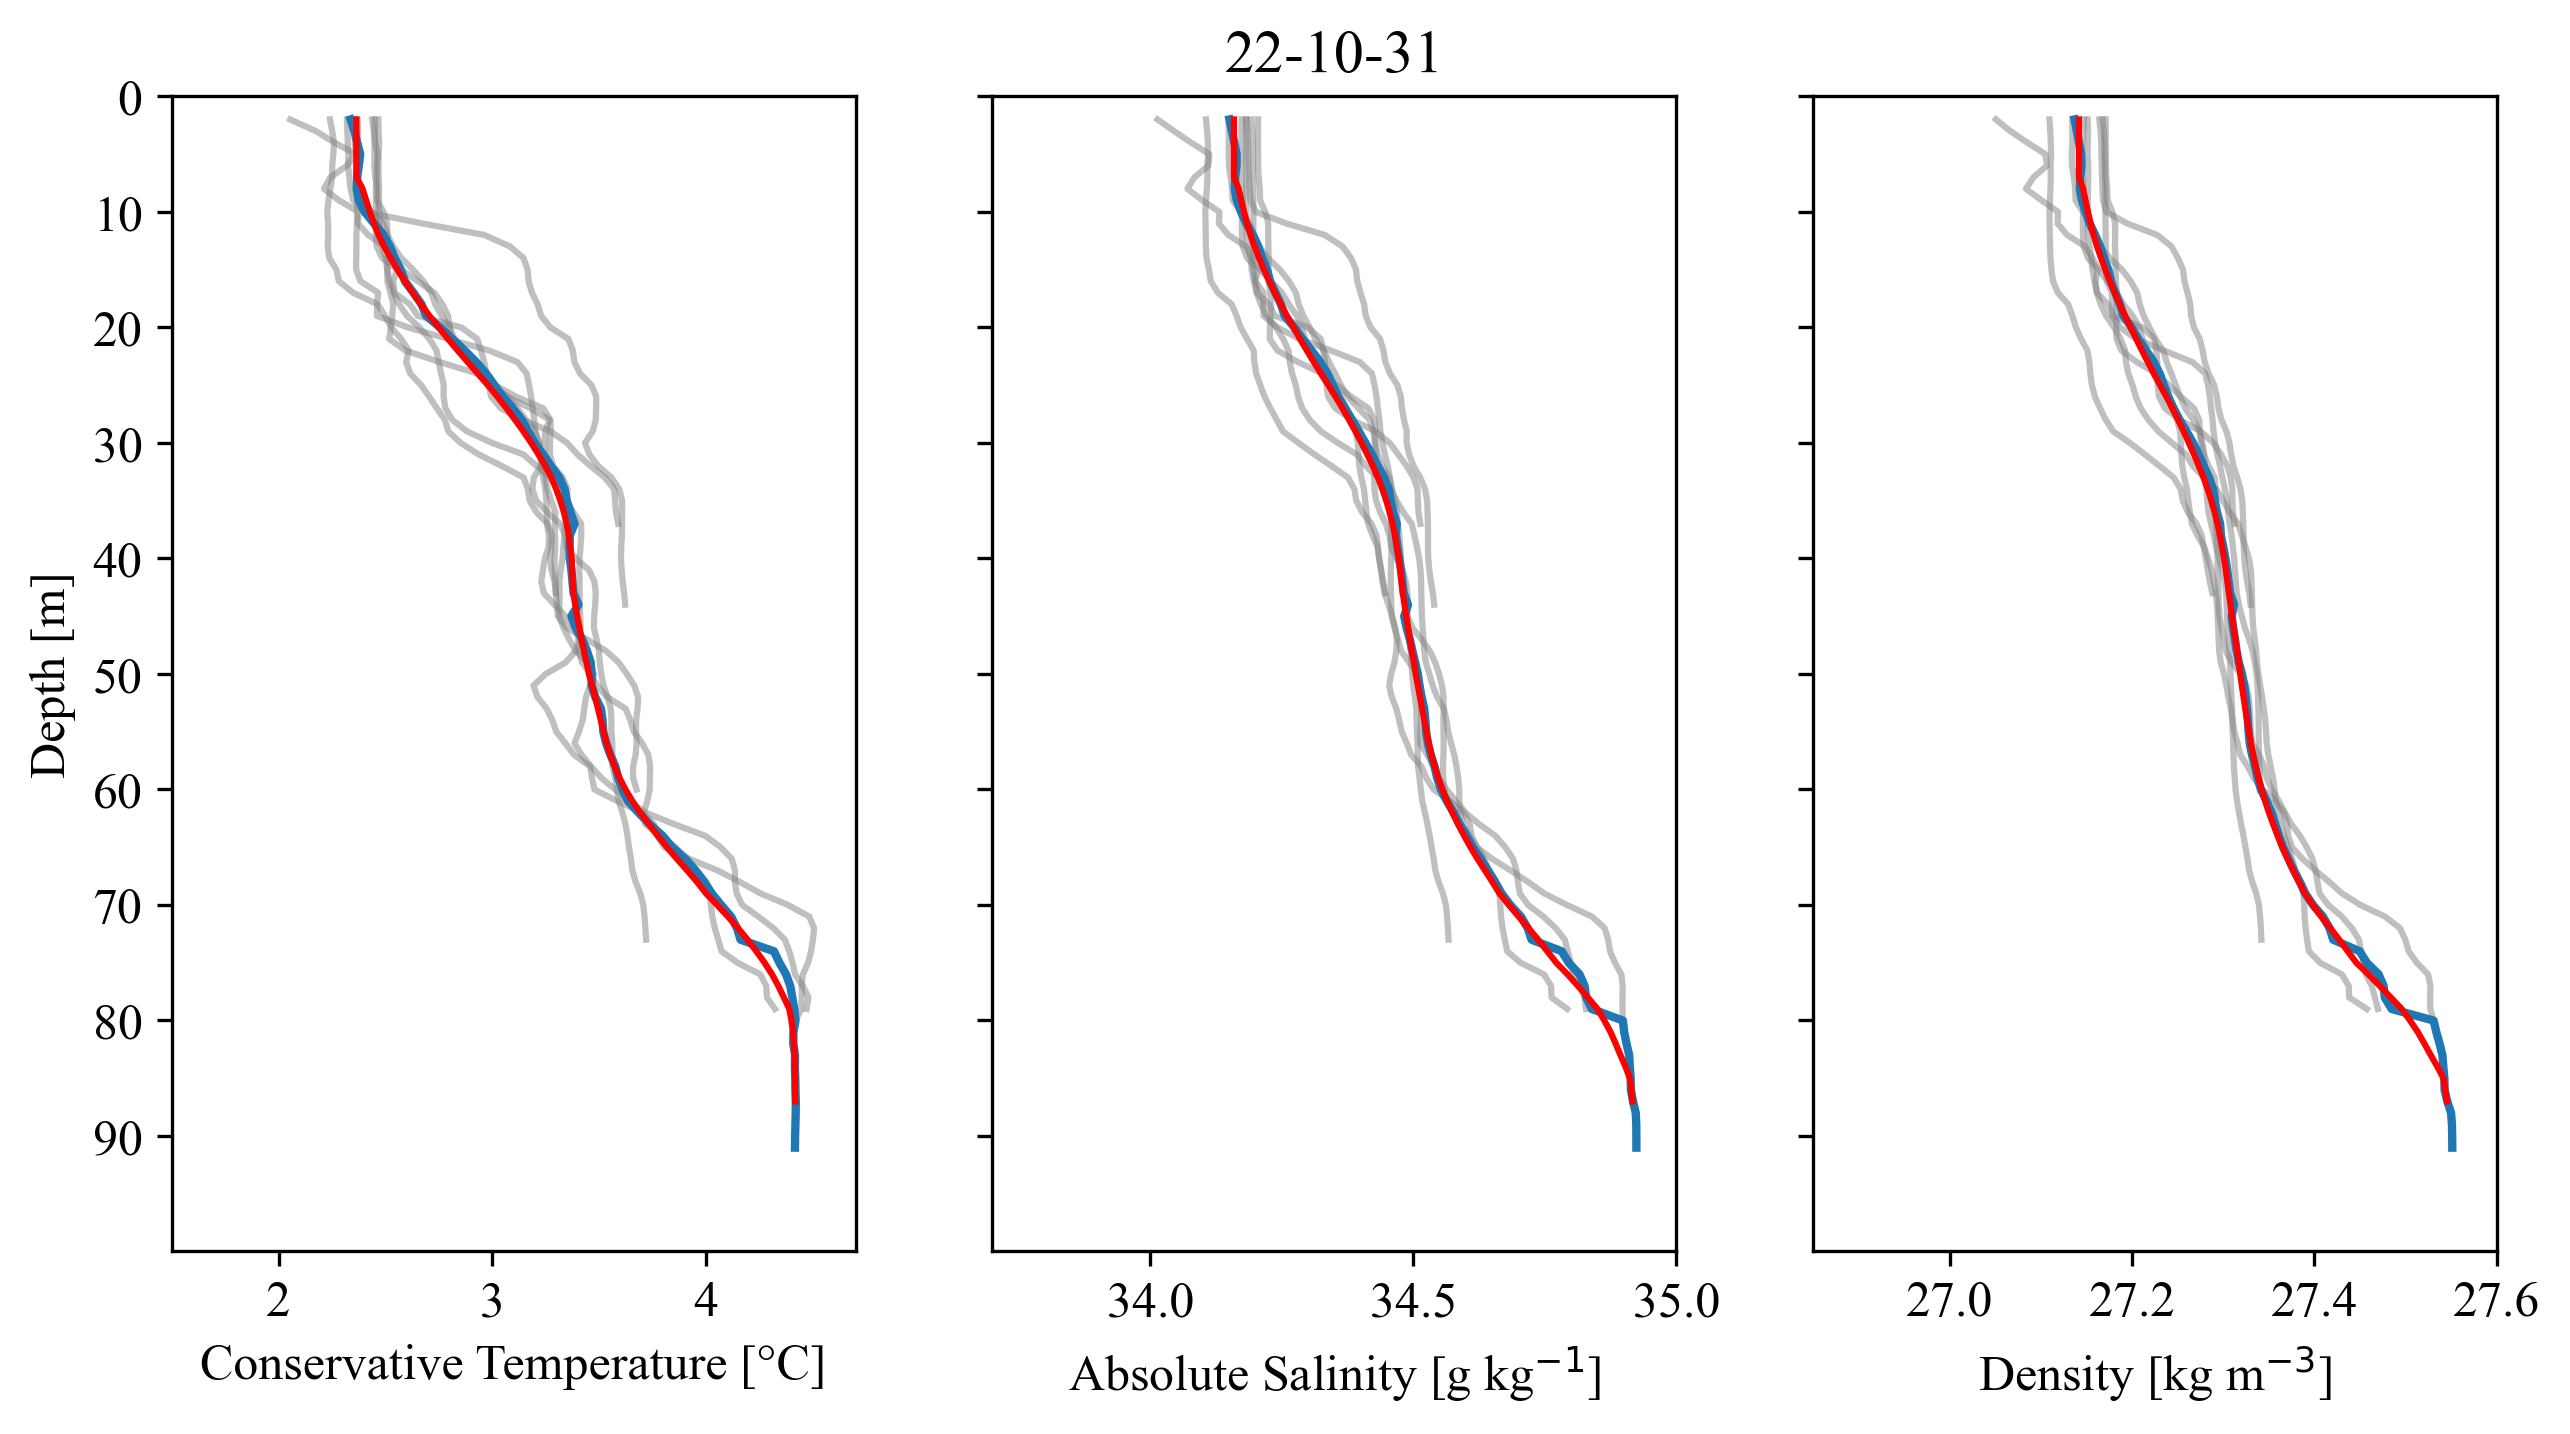 22-10-31
0
10
20
30
40
50
60
70
80
90
Depth [m]
2 3 4
Conservative Temperature [°C]
34.0 34.5 35.0
Absolute Salinity [g kg⁻¹]
27.0 27.2 27.4 27.6
Density [kg m⁻³]